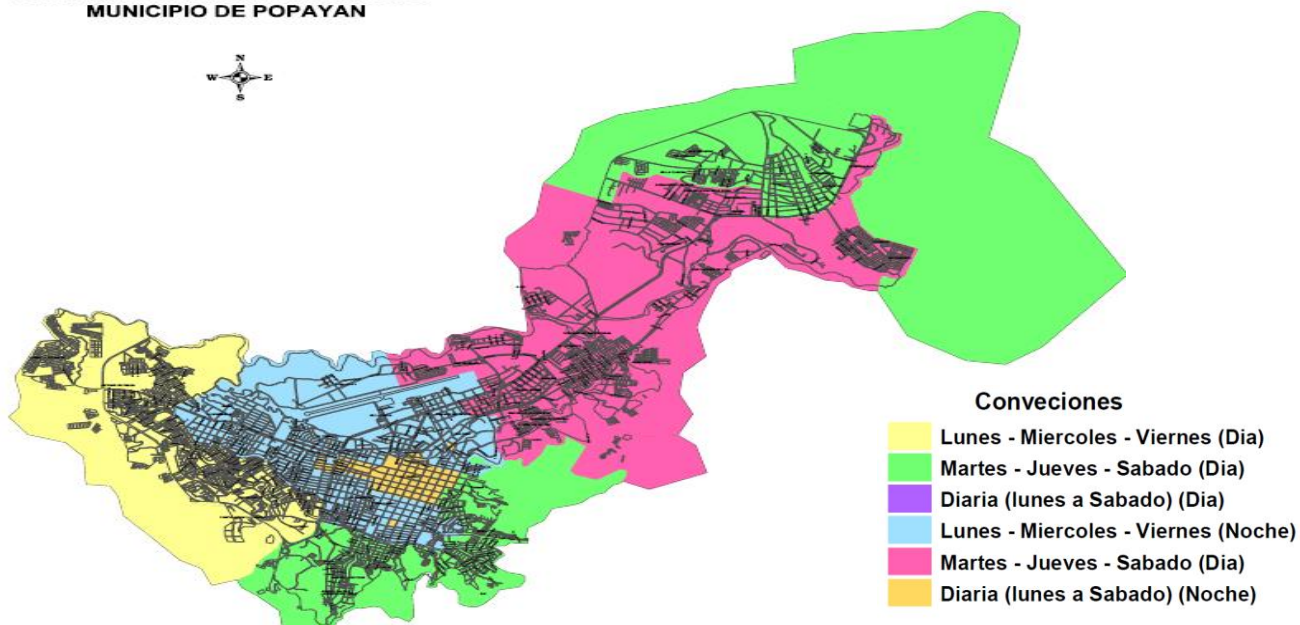 MUNICIPIO DE POPAYAN
N
W E
S
Conveciones
Lunes - Miercoles - Viernes (Dia)
Martes - Jueves - Sabado (Dia)
Diaria (lunes a Sabado) (Dia)
Lunes - Miercoles - Viernes (Noche)
Martes - Jueves - Sabado (Dia)
Diaria (lunes a Sabado) (Noche)